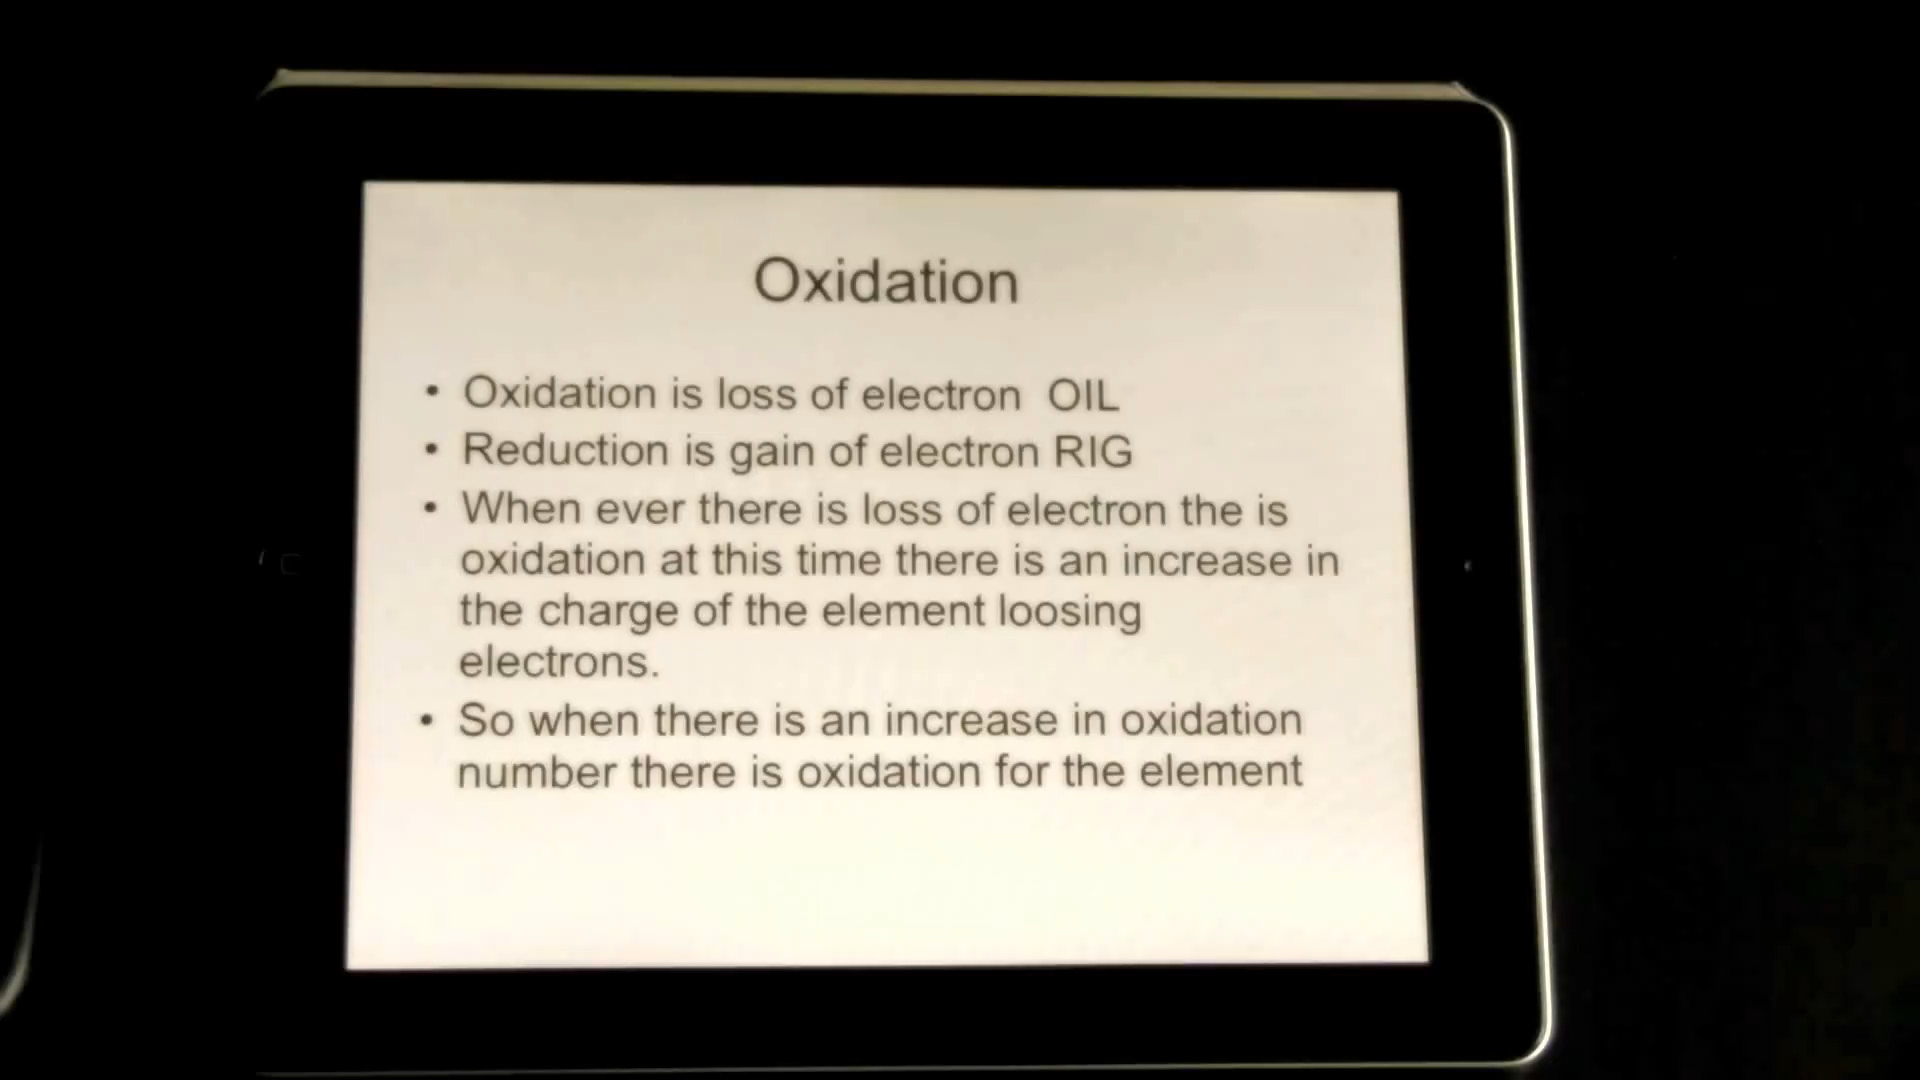 Oxidation
• Oxidation is loss of electron OIL
• Reduction is gain of electron RIG
• When ever there is loss of electron the is
oxidation at this time there is an increase in
the charge of the element loosing
electrons.
• So when there is an increase in oxidation
number there is oxidation for the element